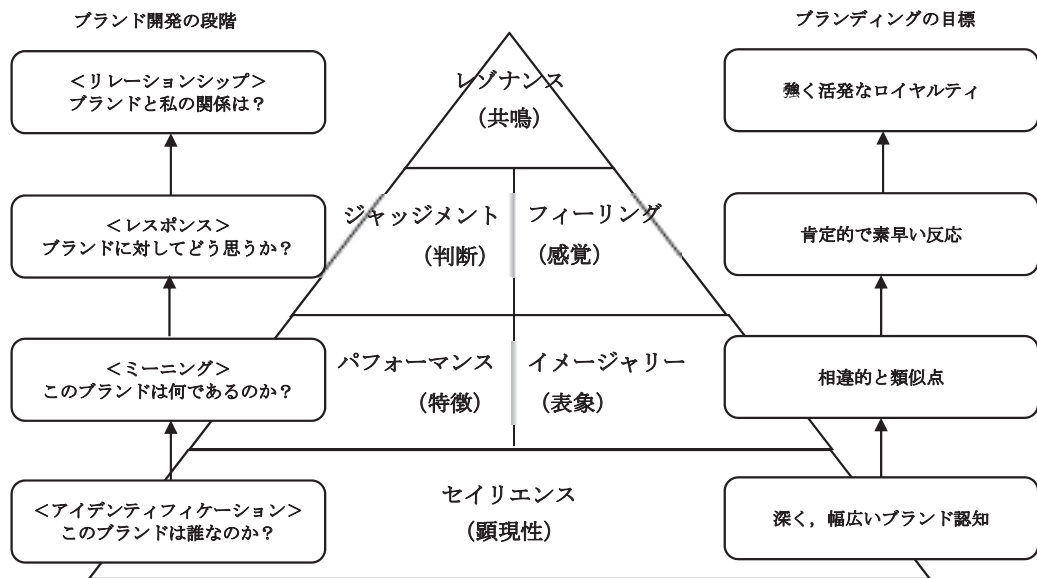 ブランド開発の段階
ブランディングの目標
＜リレーションシップ＞
ブランドと私の関係は？
レゾナンス
（共鳴）
強く活発なロイヤルティ
＜レスポンス＞
ブランドに対してどう思うか？
ジャッジメント
（判断）
フィーリング
（感覚）
肯定的で素早い反応
＜ミーニング＞
このブランドは何であるのか？
パフォーマンス
（特徴）
イメージャリー
（表象）
相違的と類似点
＜アイデンティフィケーション＞
このブランドは誰なのか？
セイリエンス
（顕現性）
深く，幅広いブランド認知